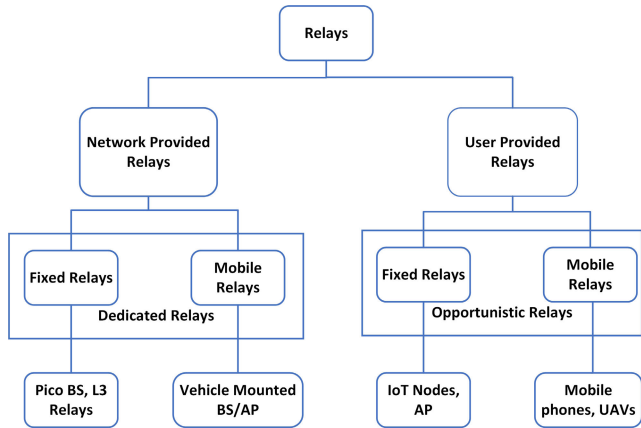 Relays
Network Provided
Relays
User Provided
Relays
Fixed Relays
Mobile
Relays
Dedicated Relays
Fixed Relays
Mobile
Relays
Opportunistic Relays
Pico BS, L3
Relays
Vehicle Mounted
BS/AP
IoT Nodes,
AP
Mobile
phones, UAVs